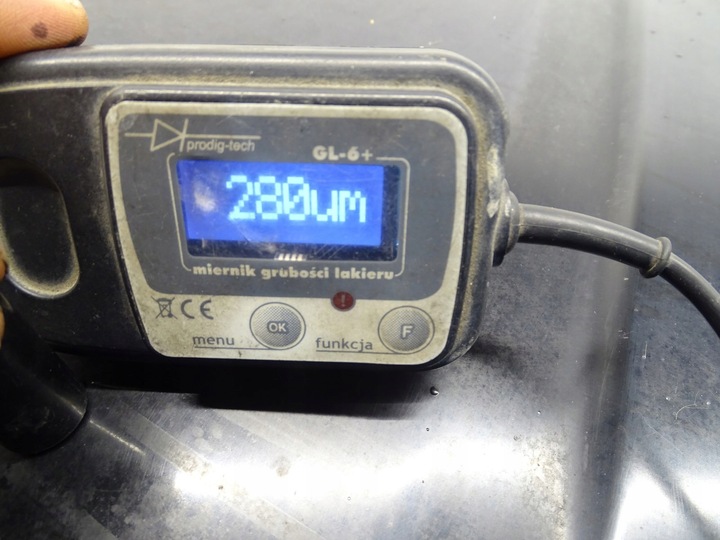 prodig-tech
GL-6+
280um
miernik grubości lakieru
CE
OK
F
menu
funkcja